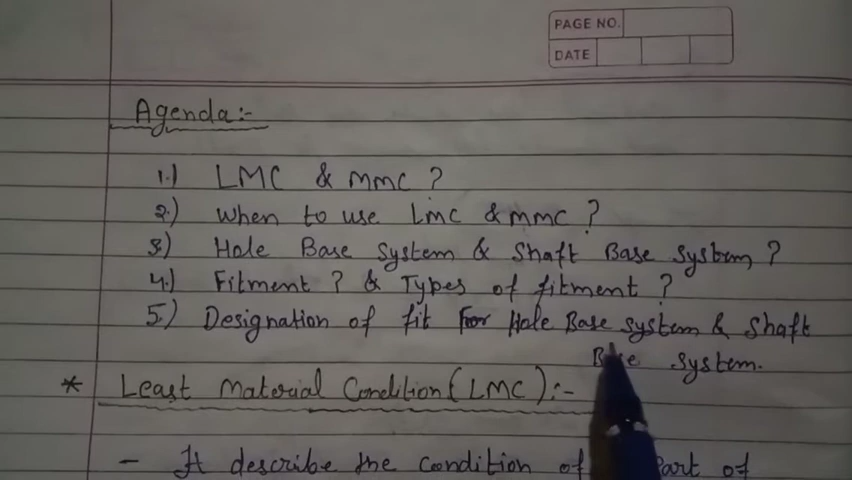 PAGE NO.
DATE
Agenda:-
1.) LMC & MMC ?
2.) When to use LMC & MMC ?
3) Hole Base System & Shaft Base System ?
4.) Fitment ? & Types of fitment ?
5.) Designation of fit For Hole Base System & Shaft
Base System.
* Least Material Condition (LMC) :-
- It describe the condition of Part of